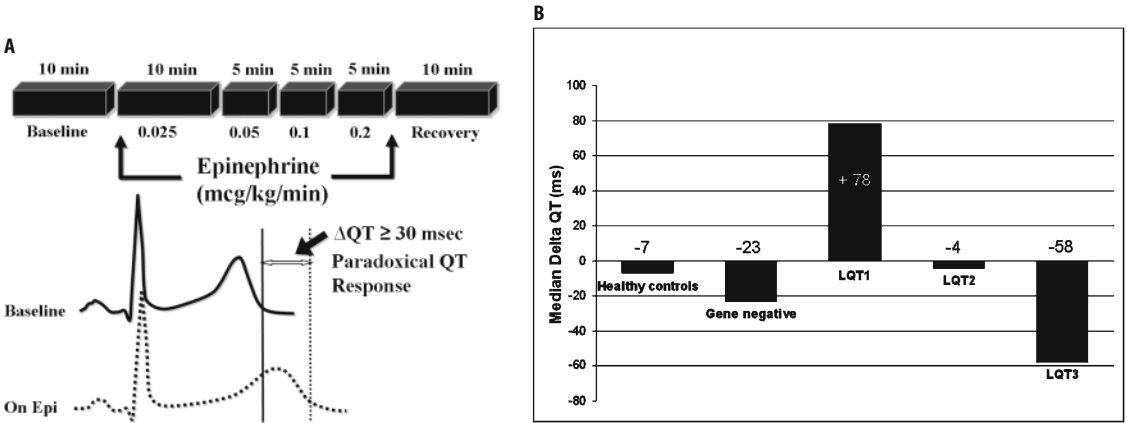 A
10 min 10 min 5 min 5 min 5 min 10 min
Baseline 0.025 0.05 0.1 0.2 Recovery
Epinephrine
(mcg/kg/min)
ΔQT ≥ 30 msec
Paradoxical QT
Response
Baseline
On Epi
B
Median Delta QT (ms)
100
80
60
40
20
0
-20
-40
-60
-80
-7 -23 + 78 -4 -58
Healthy controls
Gene negative
LQT1
LQT2
LQT3